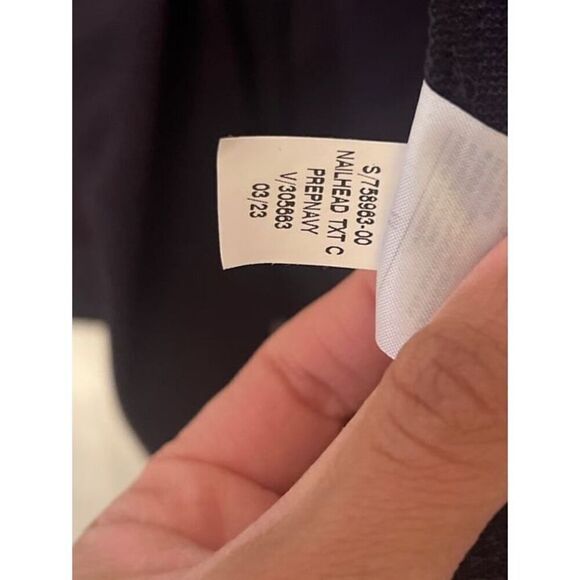 S/758963-00
NAILHEAD TXT C
PREPNAVY
V/305663
03/23